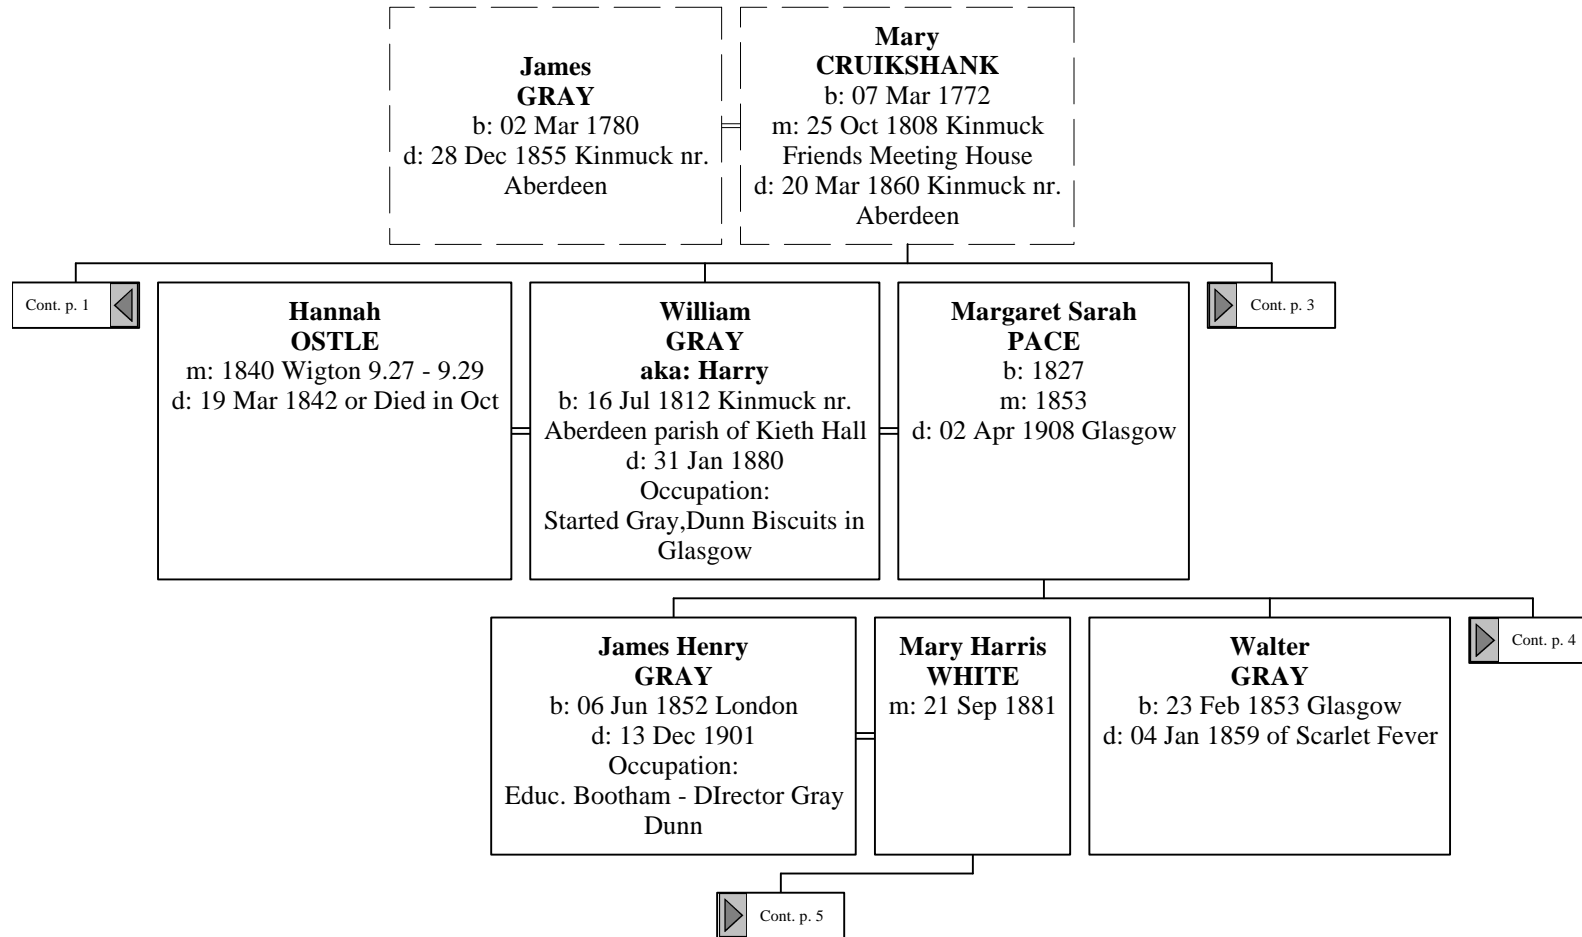 James
GRAY
b: 02 Mar 1780
d: 28 Dec 1855 Kinmuck nr.
Aberdeen
Mary
CRUIKSHANK
b: 07 Mar 1772
m: 25 Oct 1808 Kinmuck
Friends Meeting House
d: 20 Mar 1860 Kinmuck nr.
Aberdeen
Cont. p. 1
Hannah
OSTLE
m: 1840 Wigton 9.27 - 9.29
d: 19 Mar 1842 or Died in Oct
William
GRAY
aka: Harry
b: 16 Jul 1812 Kinmuck nr.
Aberdeen parish of Kieth Hall
d: 31 Jan 1880
Occupation:
Started Gray,Dunn Biscuits in
Glasgow
Margaret Sarah
PACE
b: 1827
m: 1853
d: 02 Apr 1908 Glasgow
Cont. p. 3
James Henry
GRAY
b: 06 Jun 1852 London
d: 13 Dec 1901
Occupation:
Educ. Bootham - DIrector Gray
Dunn
Mary Harris
WHITE
m: 21 Sep 1881
Walter
GRAY
b: 23 Feb 1853 Glasgow
d: 04 Jan 1859 of Scarlet Fever
Cont. p. 4
Cont. p. 5